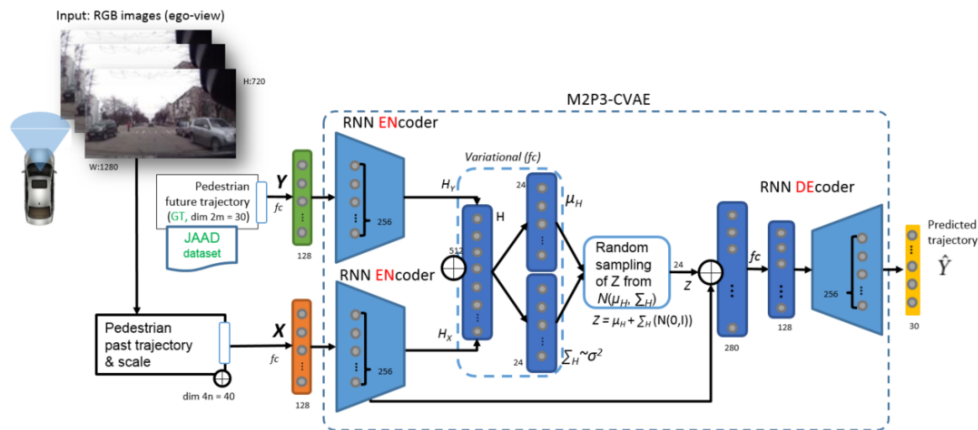 Input: RGB images (ego-view)
H:720
W:1280
M2P3-CVAE
RNN ENcoder
Variational (fc)
Pedestrian
future trajectory
(GT, dim 2m = 30)
JAAD
dataset
Y
fc
128
256
H_Y
H
512
24
μ_H
Random
sampling
of Z from
N(μ_H, Σ_H)
Z = μ_H + Σ_H (N(0,I))
24
Z
RNN DEcoder
fc
Predicted
trajectory
Ŷ
RNN ENcoder
Pedestrian
past trajectory
& scale
dim 4n = 40
X
fc
128
256
H_X
24
Σ_H~σ²
280
128
256
30